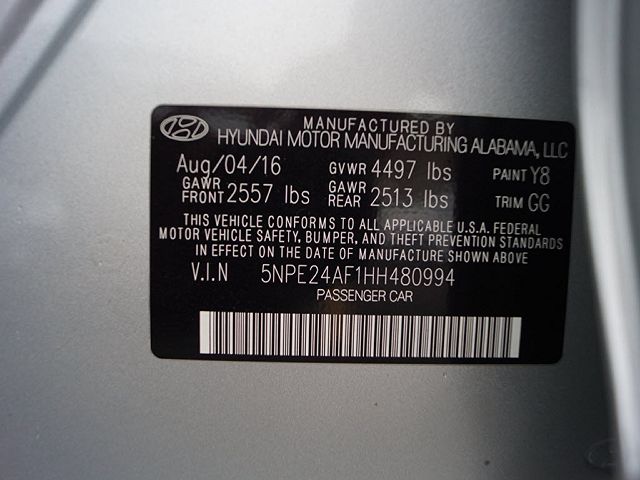 MANUFACTURED BY
HYUNDAI MOTOR MANUFACTURING ALABAMA, LLC
Aug/04/16 GVWR 4497 lbs PAINT Y8
GAWR FRONT 2557 lbs GAWR REAR 2513 lbs TRIM GG
THIS VEHICLE CONFORMS TO ALL APPLICABLE U.S.A. FEDERAL
MOTOR VEHICLE SAFETY, BUMPER, AND THEFT PREVENTION STANDARDS
IN EFFECT ON THE DATE OF MANUFACTURE SHOWN ABOVE
V.I.N 5NPE24AF1HH480994
PASSENGER CAR